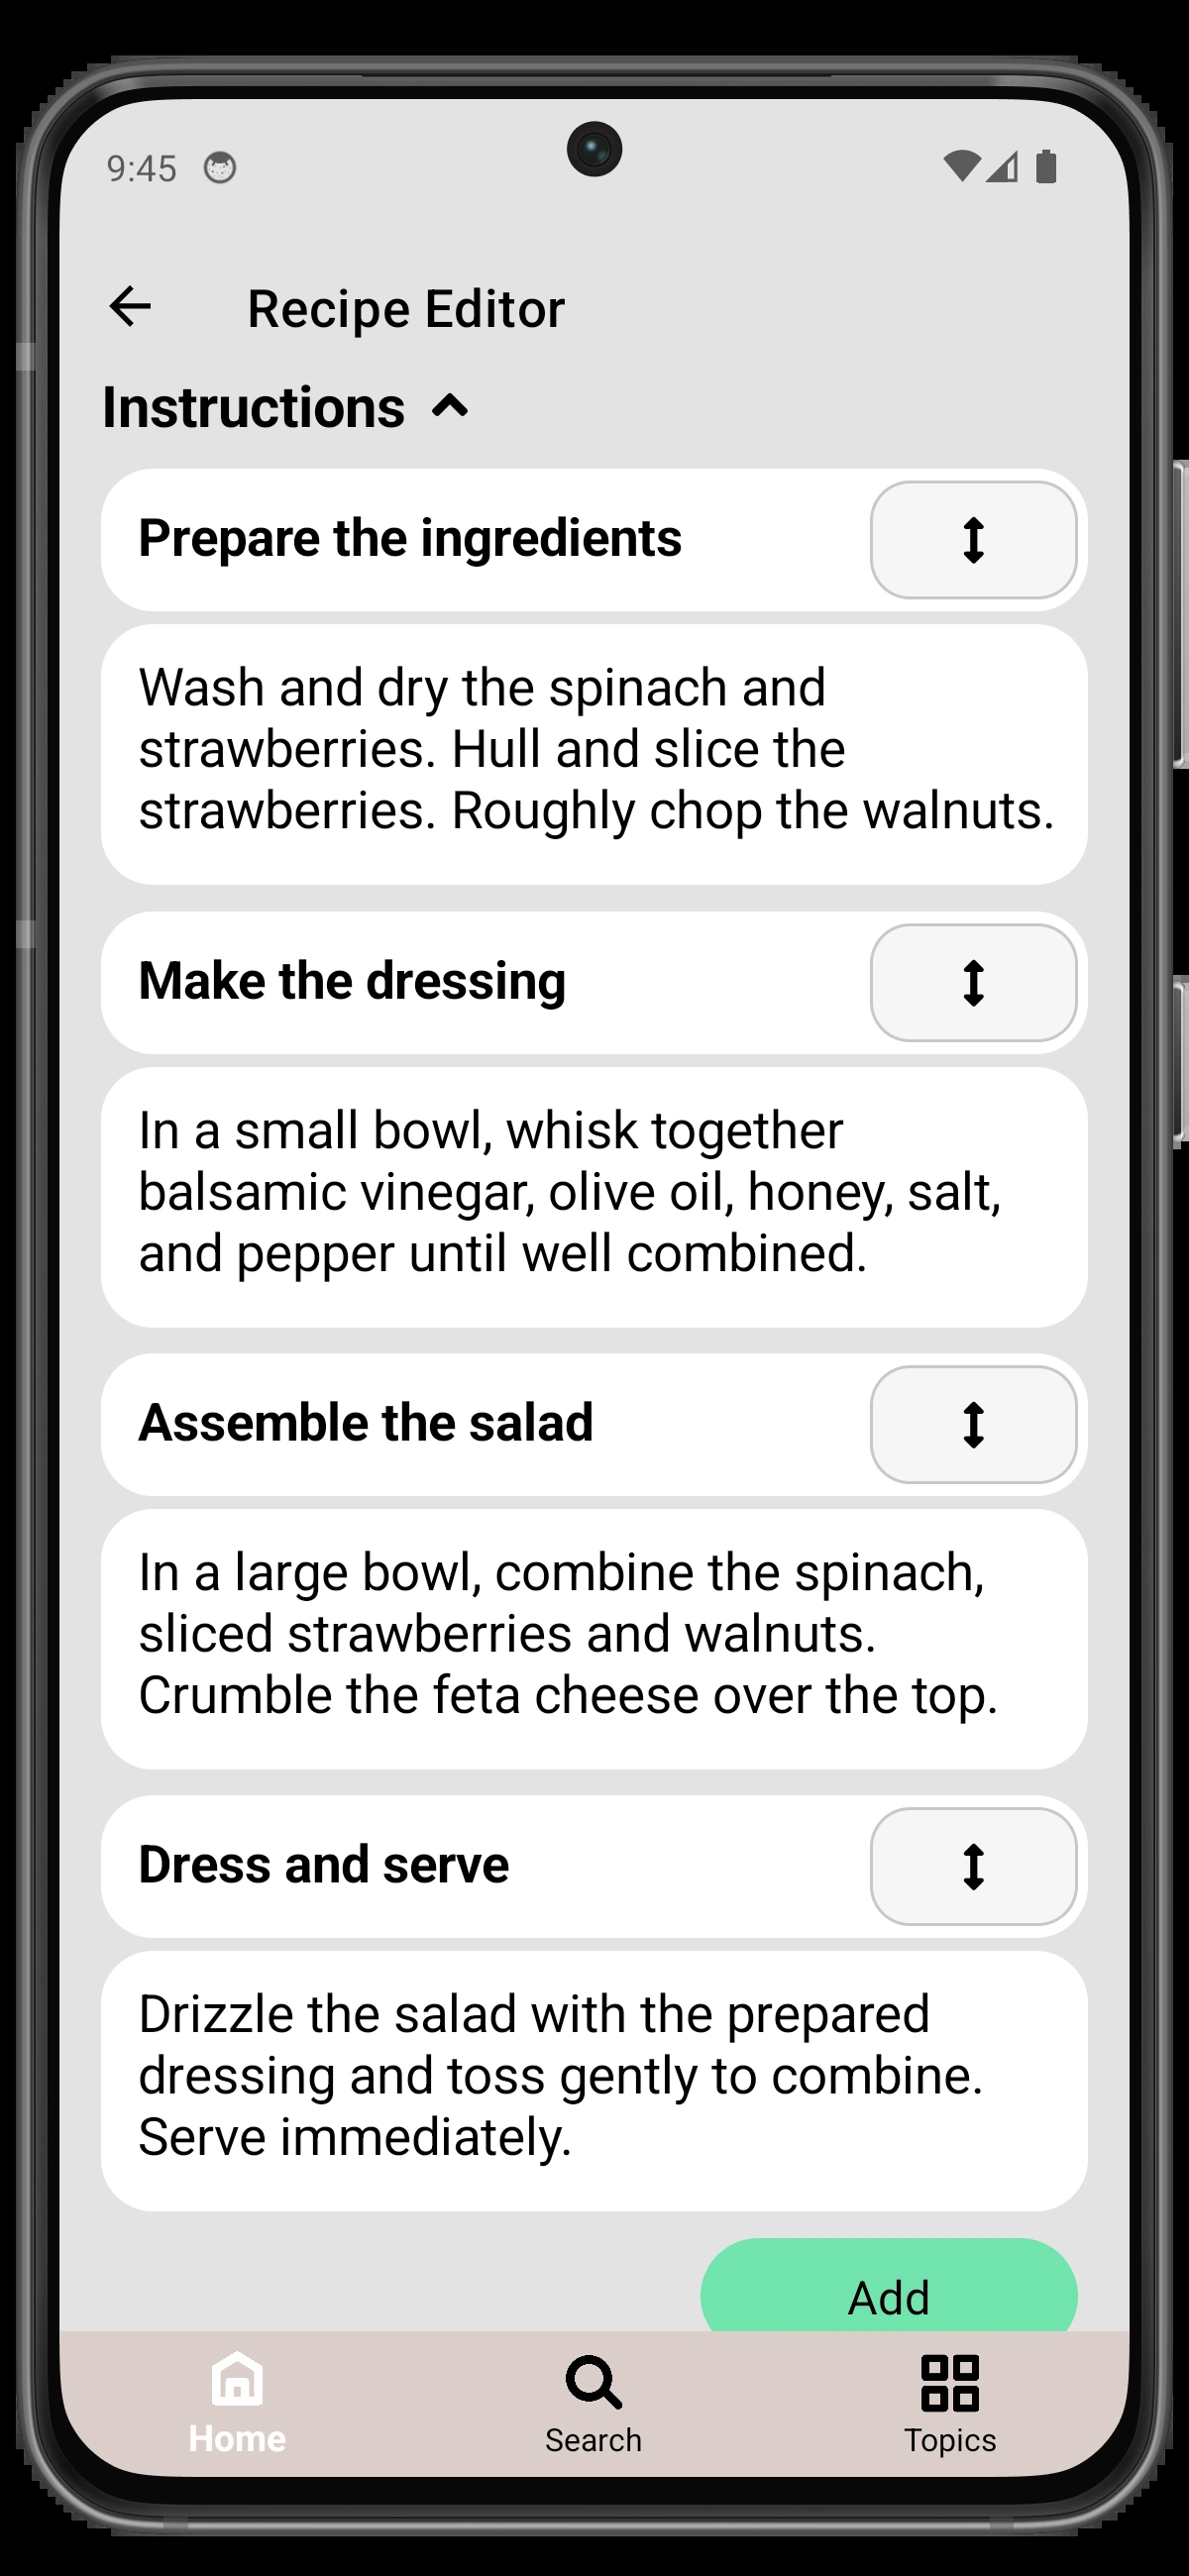 9:45
Recipe Editor
Instructions
Prepare the ingredients
Wash and dry the spinach and
strawberries. Hull and slice the
strawberries. Roughly chop the walnuts.
Make the dressing
In a small bowl, whisk together
balsamic vinegar, olive oil, honey, salt,
and pepper until well combined.
Assemble the salad
In a large bowl, combine the spinach,
sliced strawberries and walnuts.
Crumble the feta cheese over the top.
Dress and serve
Drizzle the salad with the prepared
dressing and toss gently to combine.
Serve immediately.
Add
Home
Search
Topics